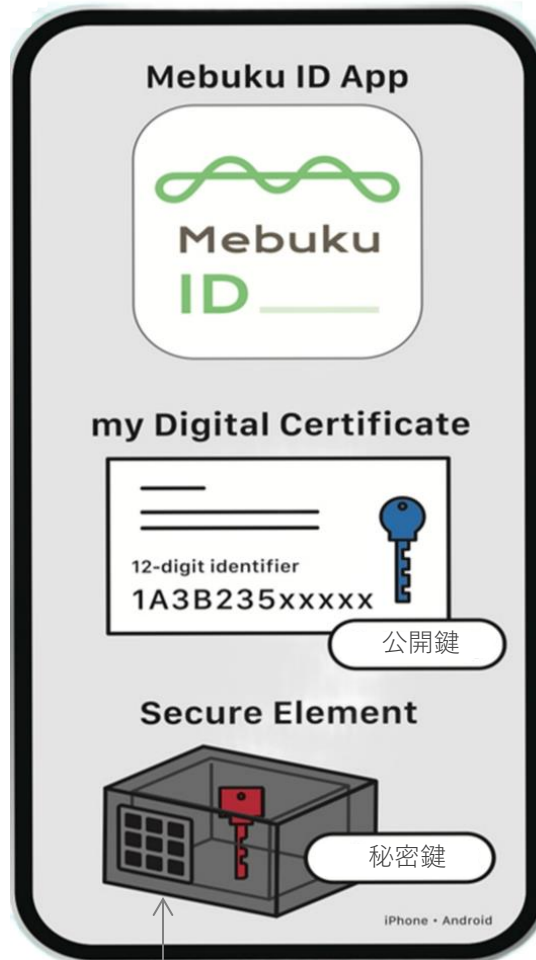 Mebuku ID App
Mebuku
ID
my Digital Certificate
12-digit identifier
1A3B235xxxxx
公開鍵
Secure Element
秘密鍵
iPhone • Android